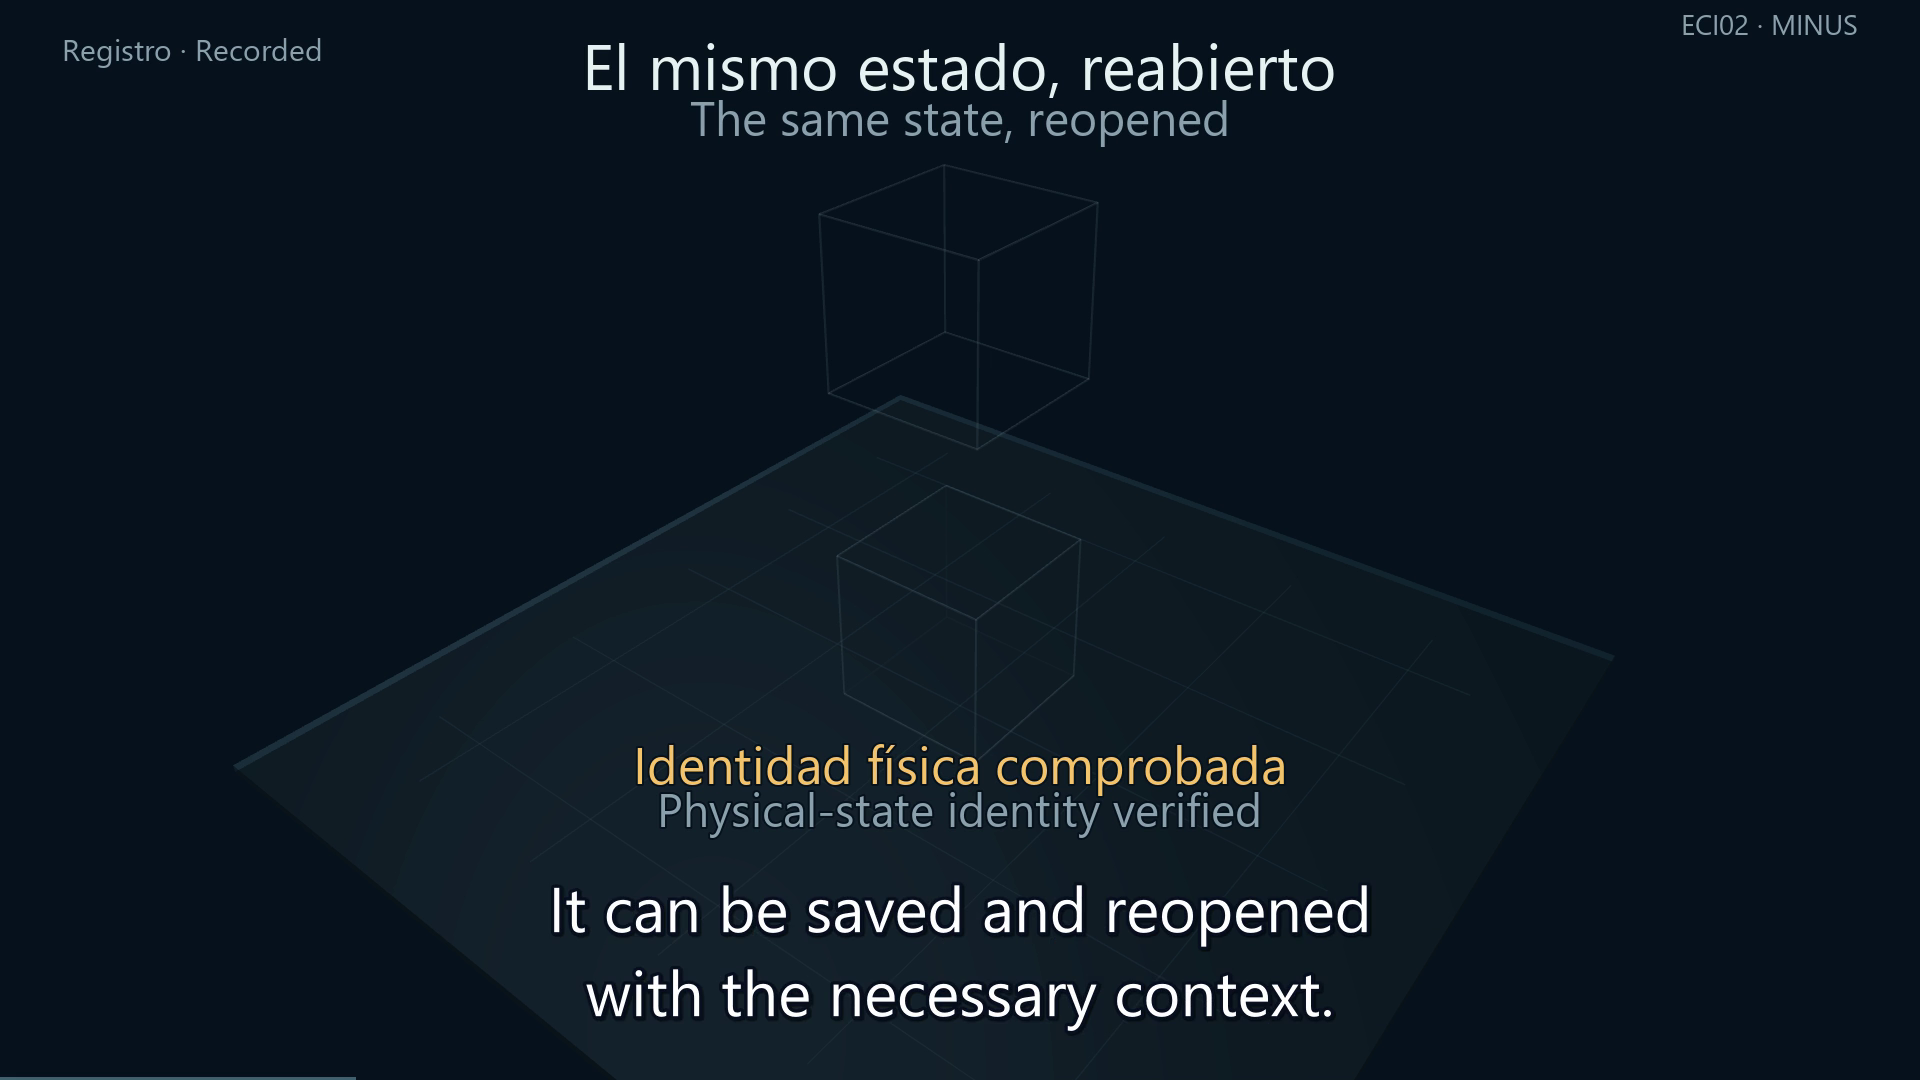 Registro · Recorded
ECI02 · MINUS
El mismo estado, reabierto
The same state, reopened
Identidad física comprobada
Physical-state identity verified
It can be saved and reopened
with the necessary context.